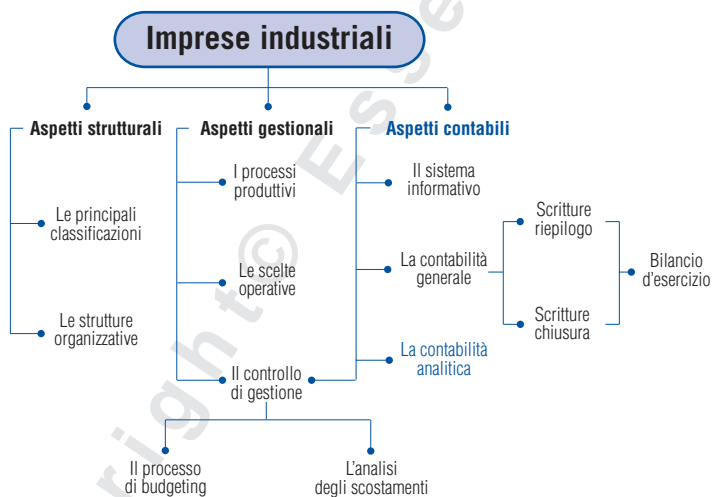 Imprese industriali
Aspetti strutturali
Le principali
classificazioni
Le strutture
organizzative
Aspetti gestionali
I processi
produttivi
Le scelte
operative
Il controllo
di gestione
Il processo
di budgeting
L'analisi
degli scostamenti
Aspetti contabili
Il sistema
informativo
La contabilità
generale
La contabilità
analitica
Scritture
riepilogo
Scritture
chiusura
Bilancio
d'esercizio
right © Esse